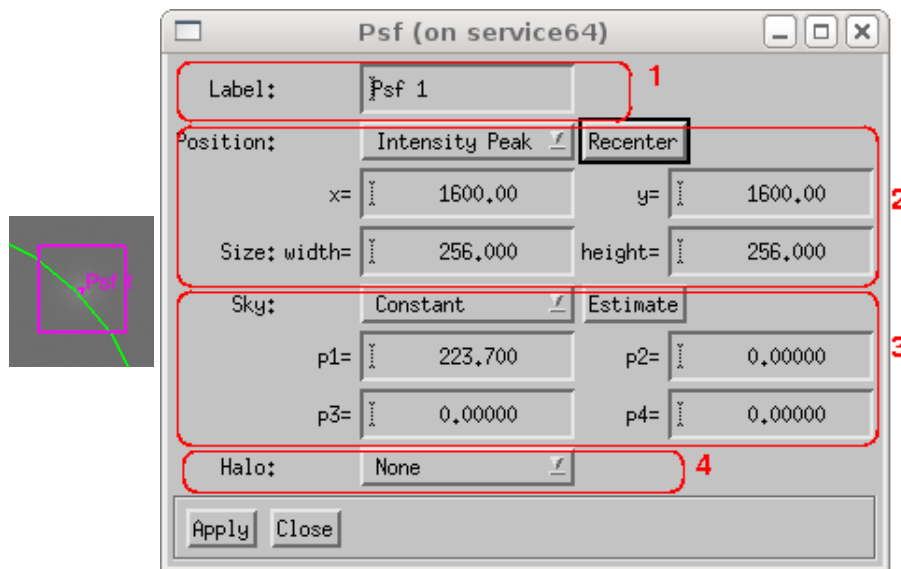 Psf (on service64)
Label: Psf 1 1
Position: Intensity Peak Recenter
x= 1600.00 y= 1600.00 2
Size: width= 256.000 height= 256.000
Psf 1
Sky: Constant Estimate
p1= 223.700 p2= 0.00000 3
p3= 0.00000 p4= 0.00000
Halo: None 4
Apply Close